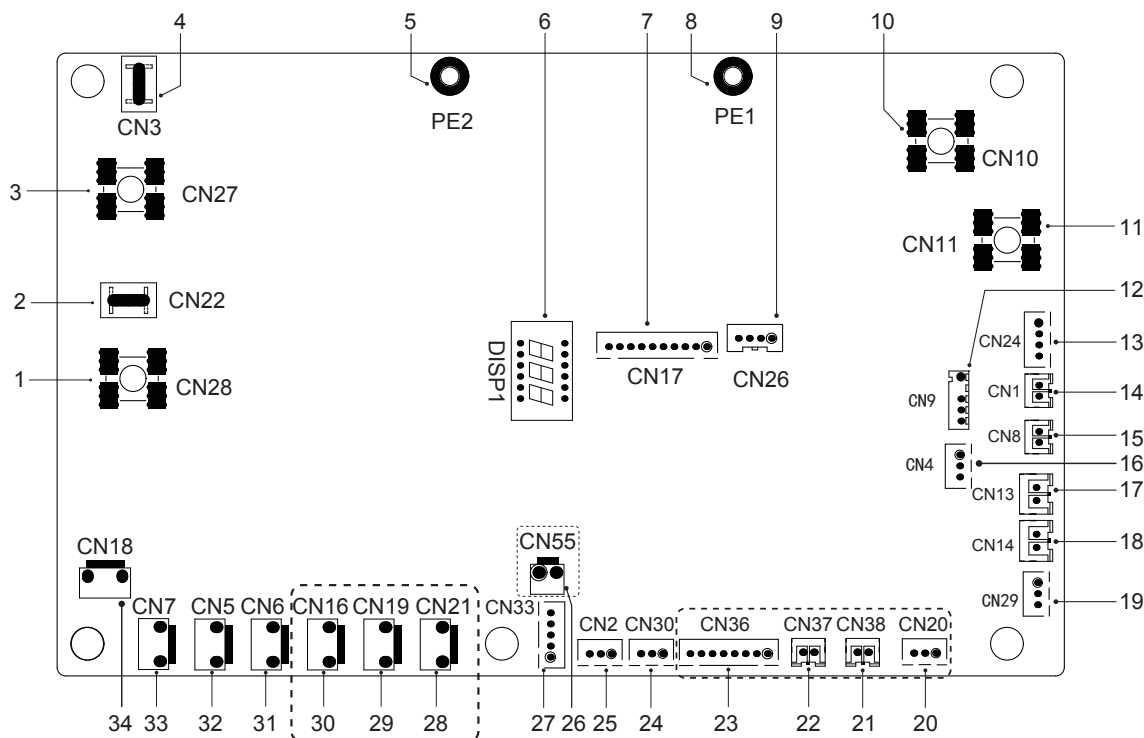 4 5 6 7 8 9 10
CN3
PE2
PE1
CN10
3
CN27
CN11
11
2
CN22
12
DISP1
CN17
CN26
CN24
13
1
CN28
CN9
CN1
14
CN8
15
CN4
16
CN13
17
CN18
CN55
CN14
18
CN7 CN5 CN6 CN16 CN19 CN21 CN33 CN2 CN30 CN36 CN37 CN38 CN20
CN29
19
34 33 32 31 30 29 28 27 26 25 24 23 22 21 20